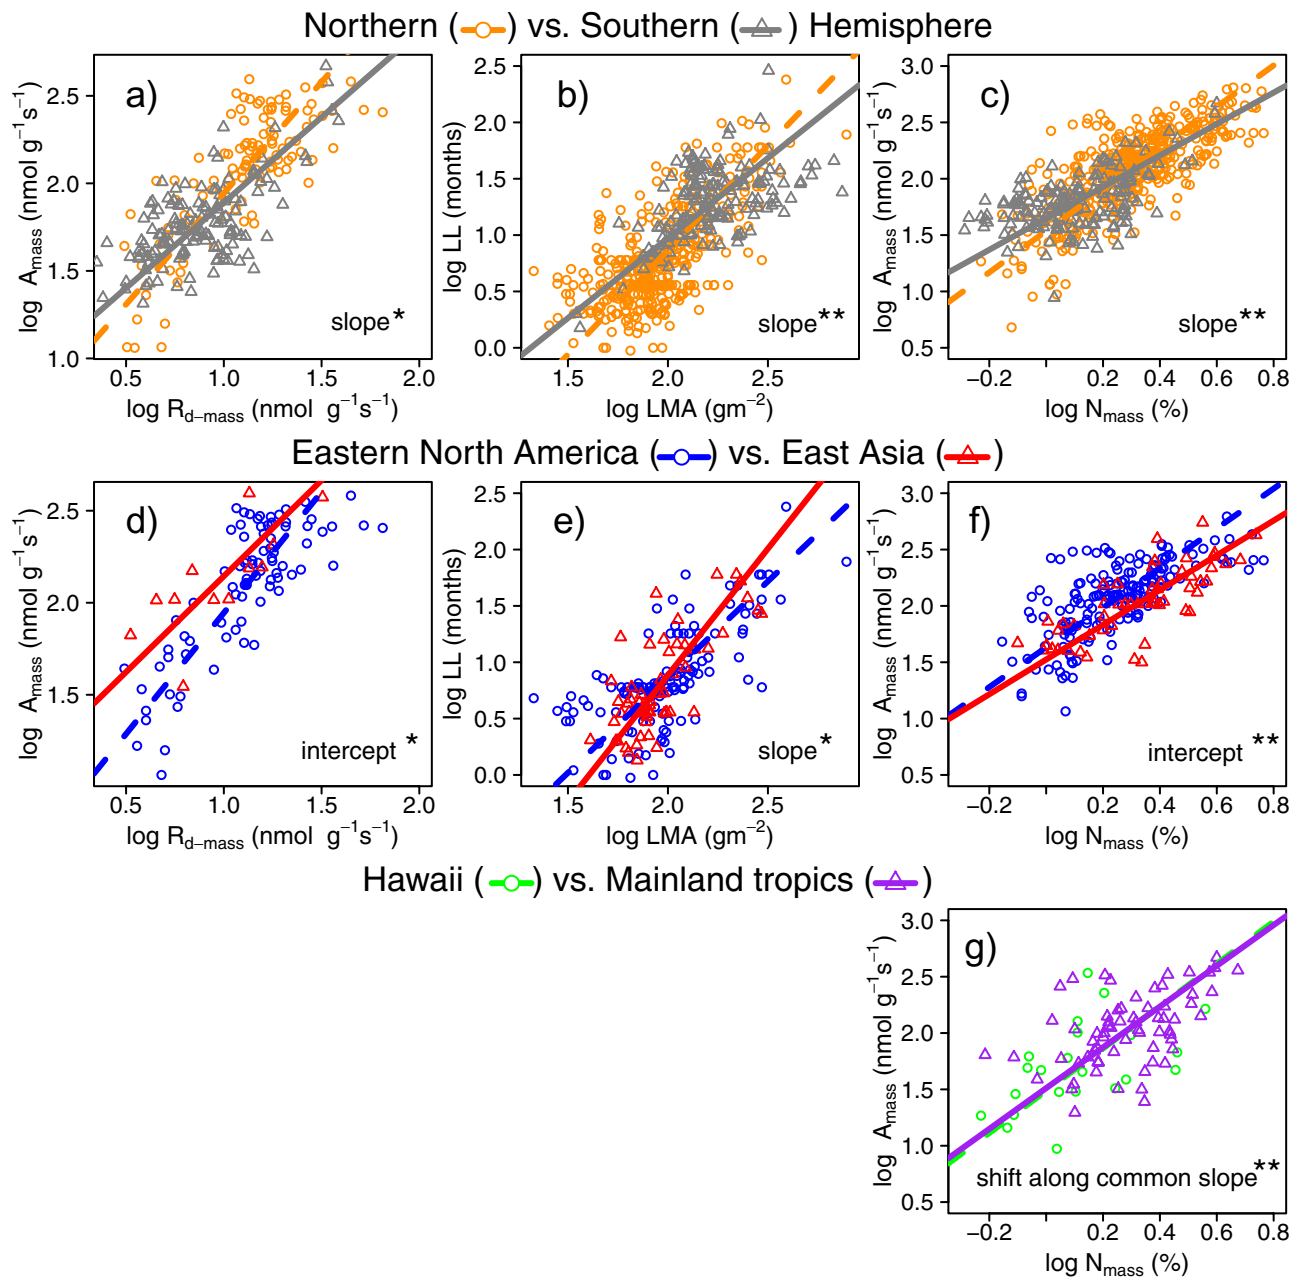 Northern ( ) vs. Southern ( ) Hemisphere
a)
log A_mass (nmol g⁻¹s⁻¹)
2.5
2.0
1.5
1.0
slope*
0.5 1.0 1.5 2.0
log R_d−mass (nmol g⁻¹s⁻¹)
b)
log LL (months)
2.5
2.0
1.5
1.0
0.5
0.0
slope**
1.5 2.0 2.5
log LMA (gm⁻²)
c)
log A_mass (nmol g⁻¹s⁻¹)
3.0
2.5
2.0
1.5
1.0
0.5
slope**
−0.2 0.2 0.4 0.6 0.8
log N_mass (%)
Eastern North America ( ) vs. East Asia ( )
d)
log A_mass (nmol g⁻¹s⁻¹)
2.5
2.0
1.5
intercept *
0.5 1.0 1.5 2.0
log R_d−mass (nmol g⁻¹s⁻¹)
e)
log LL (months)
2.5
2.0
1.5
1.0
0.5
0.0
slope*
1.5 2.0 2.5
log LMA (gm⁻²)
f)
log A_mass (nmol g⁻¹s⁻¹)
3.0
2.5
2.0
1.5
1.0
0.5
intercept **
−0.2 0.2 0.4 0.6 0.8
log N_mass (%)
Hawaii ( ) vs. Mainland tropics ( )
g)
log A_mass (nmol g⁻¹s⁻¹)
3.0
2.5
2.0
1.5
1.0
0.5
shift along common slope**
−0.2 0.2 0.4 0.6 0.8
log N_mass (%)